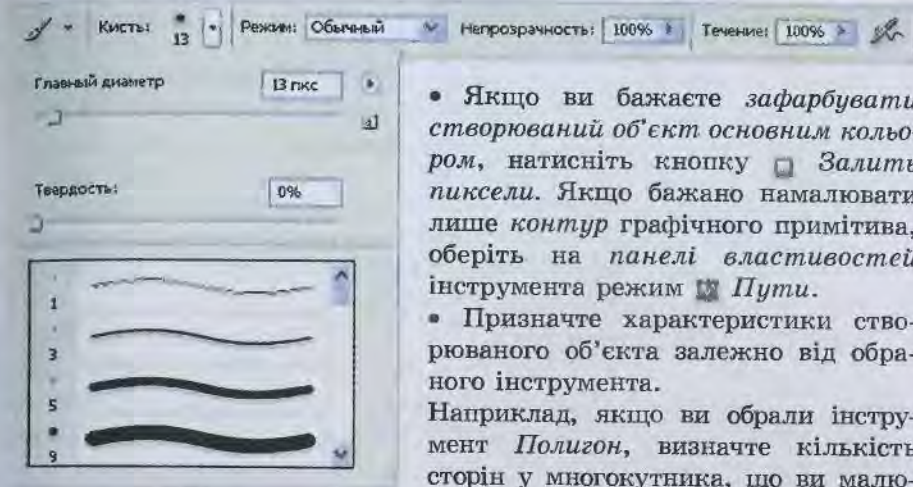 Кисть: 13 Режим: Обычный Непрозрачность: 100% Течение: 100%
Главный диаметр 13 пкс
Твердость: 0%
1
3
5
9
• Якщо ви бажаєте зафарбувати
створюваний об'єкт основним кольо-
ром, натисніть кнопку Залить
пиксели. Якщо бажано намалювати
лише контур графічного примітива,
оберіть на панелі властивостей
інструмента режим Пути.
• Призначте характеристики ство-
рюваного об'єкта залежно від обра-
ного інструмента.
Наприклад, якщо ви обрали інстру-
мент Полигон, визначте кількість
сторін у многокутника, що ви малю-